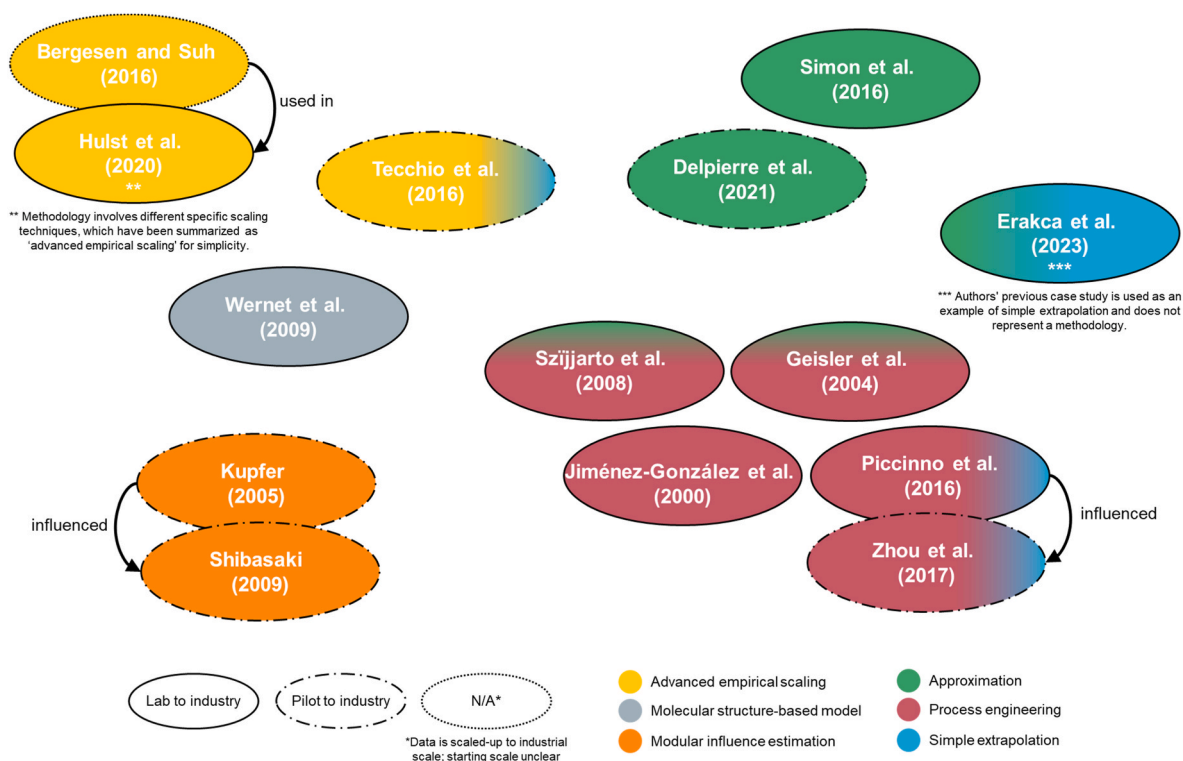 Bergesen and Suh
(2016)
used in
Hulst et al.
(2020)
**
** Methodology involves different specific scaling
techniques, which have been summarized as
'advanced empirical scaling' for simplicity.
Tecchio et al.
(2016)
Simon et al.
(2016)
Delpierre et al.
(2021)
Erakca et al.
(2023)
***
*** Authors' previous case study is used as an
example of simple extrapolation and does not
represent a methodology.
Wernet et al.
(2009)
Szïjjarto et al.
(2008)
Geisler et al.
(2004)
Kupfer
(2005)
influenced
Shibasaki
(2009)
Jiménez-González et al.
(2000)
Piccinno et al.
(2016)
influenced
Zhou et al.
(2017)
Lab to industry
Pilot to industry
N/A*
*Data is scaled-up to industrial
scale; starting scale unclear
Advanced empirical scaling
Molecular structure-based model
Modular influence estimation
Approximation
Process engineering
Simple extrapolation